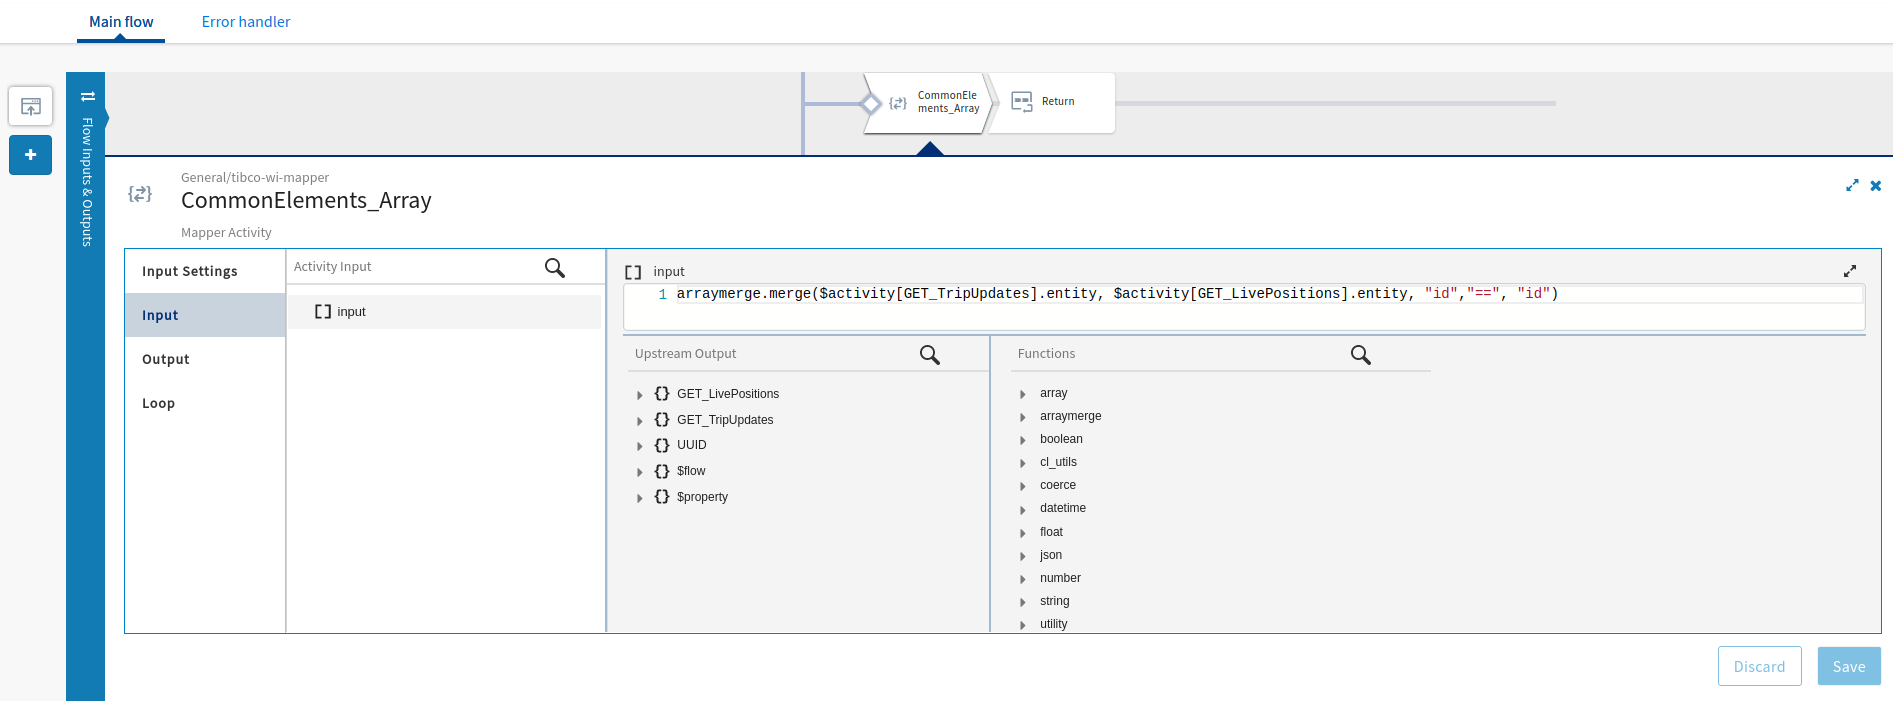 Main flow
Error handler
Flow Inputs & Outputs
CommonEle
ments_Array
Return
General/tibco-wi-mapper
CommonElements_Array
Mapper Activity
Input Settings
Input
Output
Loop
Activity Input
input
input
1 arraymerge.merge($activity[GET_TripUpdates].entity, $activity[GET_LivePositions].entity, "id","==", "id")
Upstream Output
GET_LivePositions
GET_TripUpdates
UUID
$flow
$property
Functions
array
arraymerge
boolean
cl_utils
coerce
datetime
float
json
number
string
utility
Discard
Save